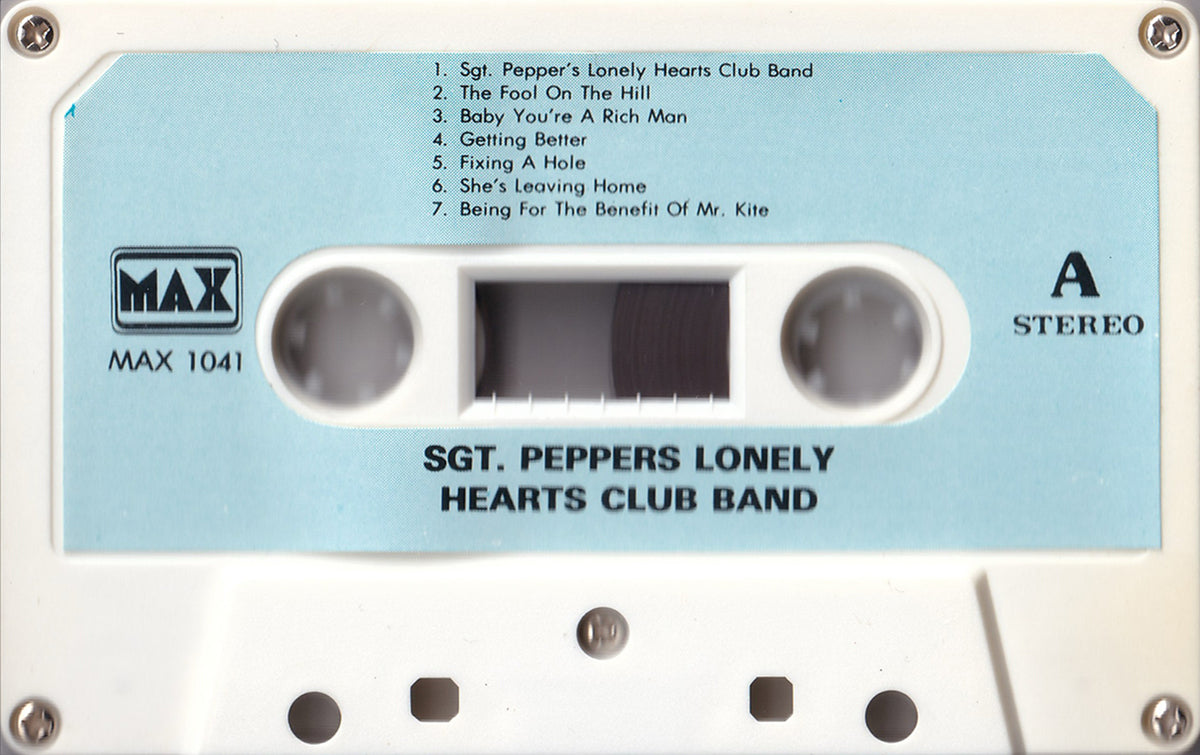 1. Sgt. Pepper's Lonely Hearts Club Band
2. The Fool On The Hill
3. Baby You're A Rich Man
4. Getting Better
5. Fixing A Hole
6. She's Leaving Home
7. Being For The Benefit Of Mr. Kite
MAX
MAX 1041
A
STEREO
SGT. PEPPERS LONELY
HEARTS CLUB BAND